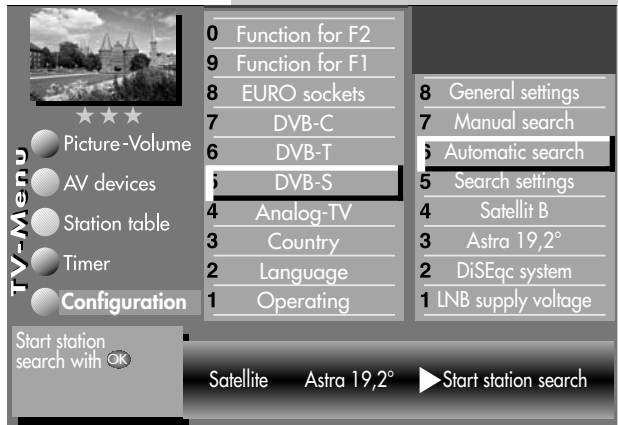 TV-Menu
Picture-Volume
AV devices
Station table
Timer
Configuration
0 Function for F2
9 Function for F1
8 EURO sockets
7 DVB-C
6 DVB-T
5 DVB-S
4 Analog-TV
3 Country
2 Language
1 Operating
8 General settings
7 Manual search
6 Automatic search
5 Search settings
4 Satellit B
3 Astra 19,2°
2 DiSEqc system
1 LNB supply voltage
Start station
search with OK
Satellite Astra 19,2° Start station search